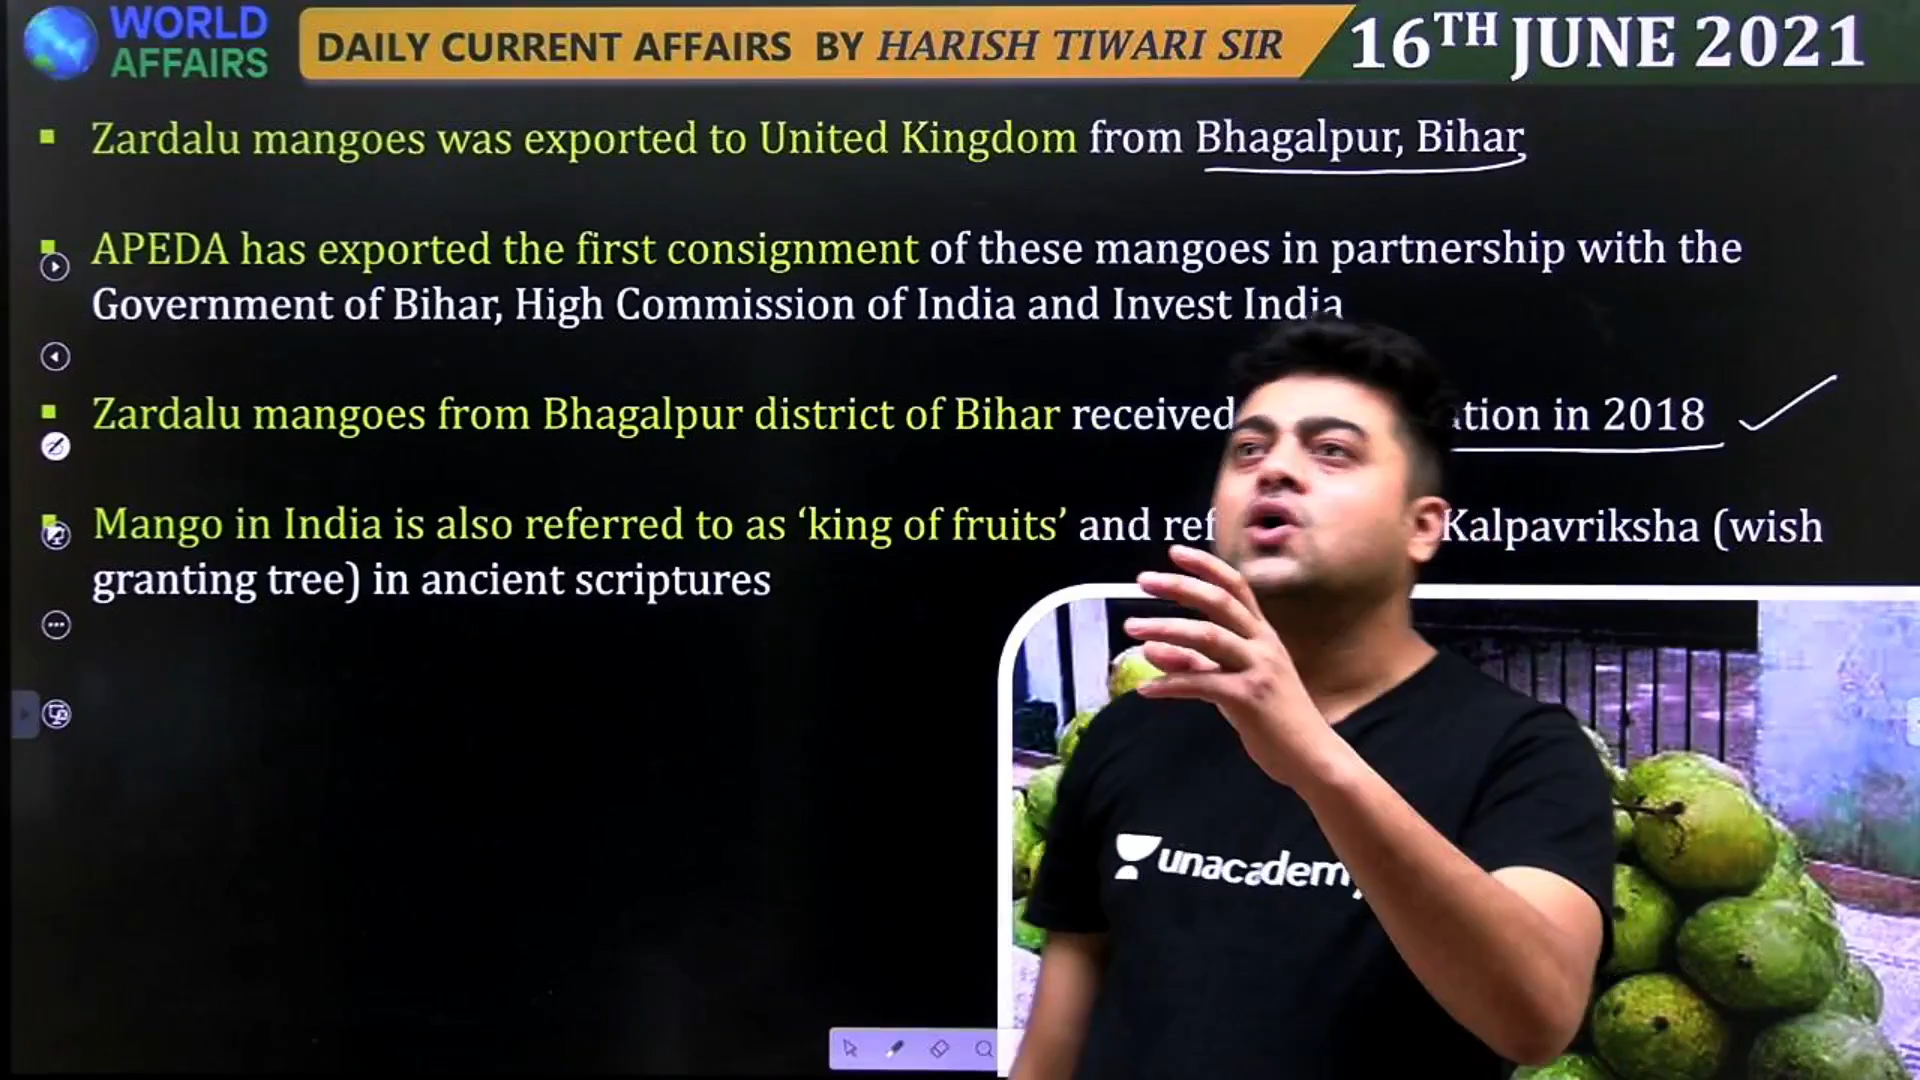 WORLD
AFFAIRS
DAILY CURRENT AFFAIRS BY HARISH TIWARI SIR
16TH JUNE 2021
Zardalu mangoes was exported to United Kingdom from Bhagalpur, Bihar
APEDA has exported the first consignment of these mangoes in partnership with the
Government of Bihar, High Commission of India and Invest India
Zardalu mangoes from Bhagalpur district of Bihar received ation in 2018
Mango in India is also referred to as ‘king of fruits’ and ref Kalpavriksha (wish
granting tree) in ancient scriptures
unacademy